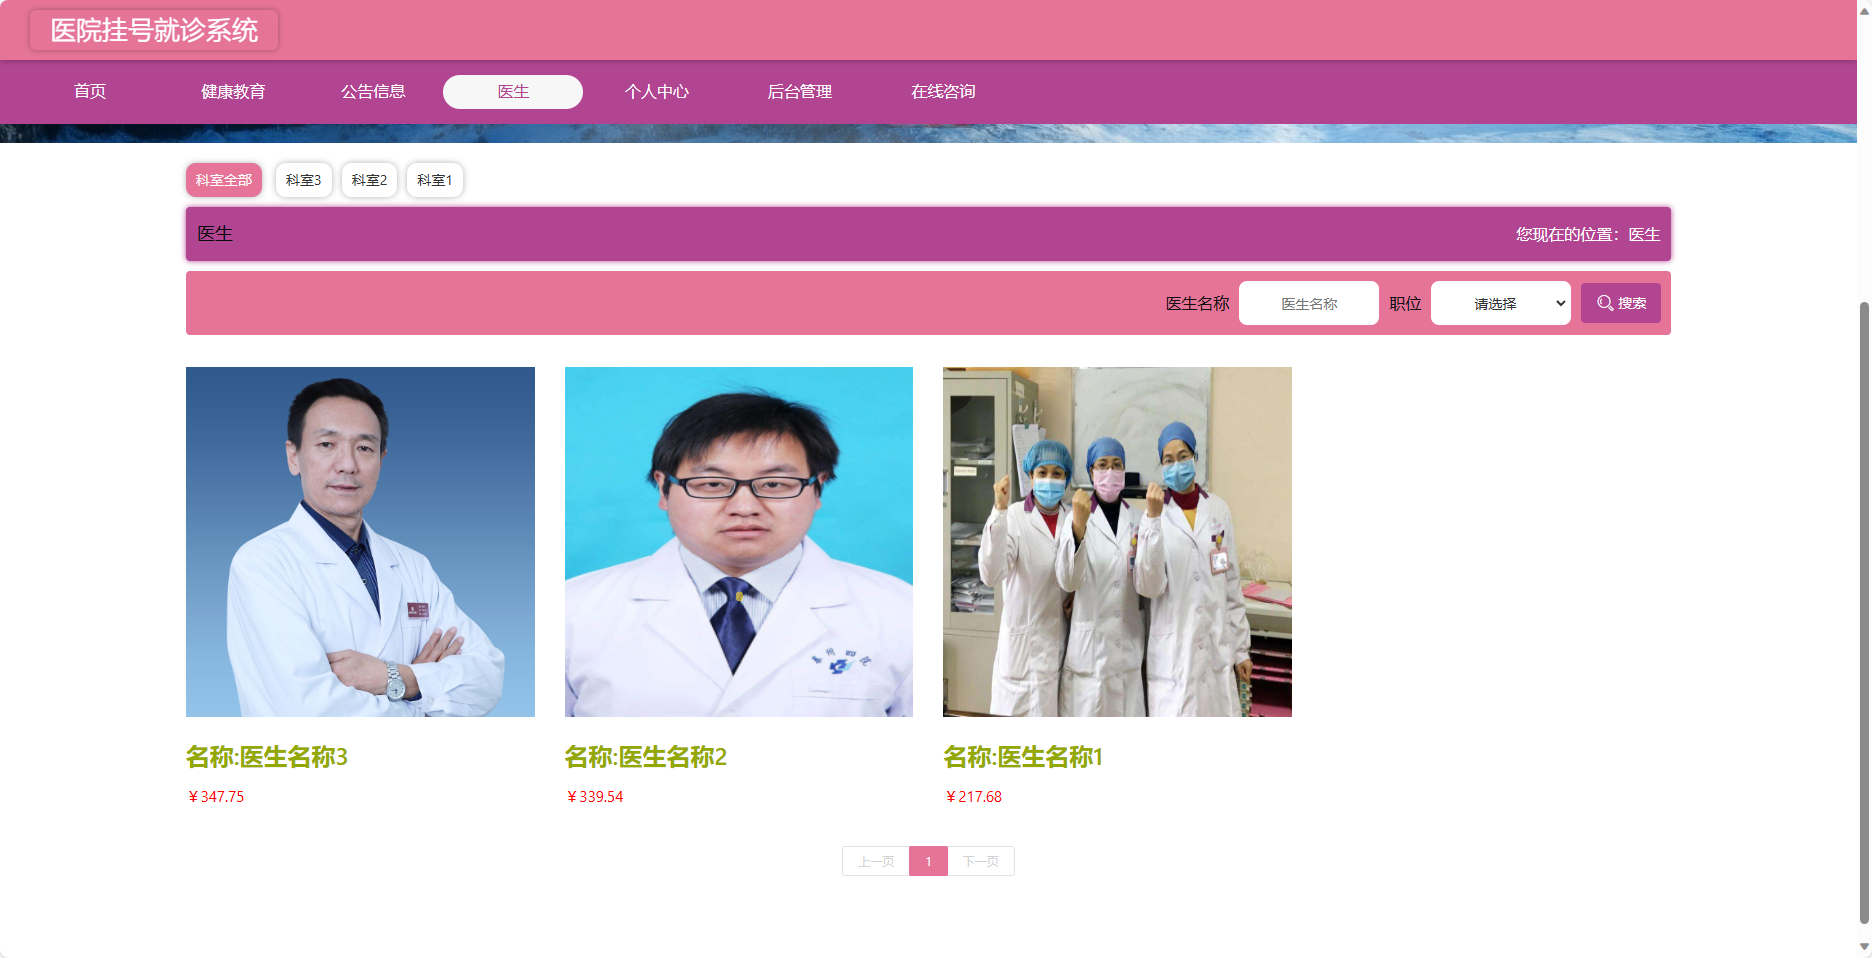 医院挂号就诊系统
首页 健康教育 公告信息 医生 个人中心 后台管理 在线咨询
科室全部 科室3 科室2 科室1
医生 您现在的位置：医生
医生名称 医生名称 职位 请选择 搜索
名称:医生名称3 名称:医生名称2 名称:医生名称1
￥347.75 ￥339.54 ￥217.68
上一页 1 下一页